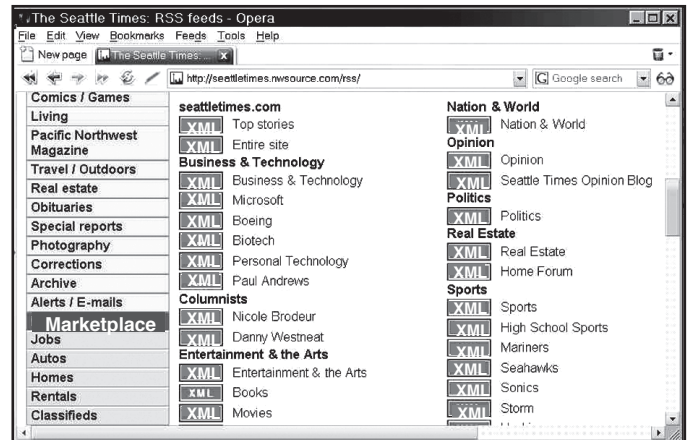 The Seattle Times: RSS feeds - Opera
File Edit View Bookmarks Feeds Tools Help
New page The Seattle Times: ... X
http://seattletimes.nwsource.com/rss/ G Google search
Comics / Games
Living
Pacific Northwest
Magazine
Travel / Outdoors
Real estate
Obituaries
Special reports
Photography
Corrections
Archive
Alerts / E-mails
Marketplace
Jobs
Autos
Homes
Rentals
Classifieds
seattletimes.com
XML Top stories
XML Entire site
Business & Technology
XML Business & Technology
XML Microsoft
XML Boeing
XML Biotech
XML Personal Technology
XML Paul Andrews
Columnists
XML Nicole Brodeur
XML Danny Westneat
Entertainment & the Arts
XML Entertainment & the Arts
XML Books
XML Movies
XML
Nation & World
XML Nation & World
Opinion
XML Opinion
XML Seattle Times Opinion Blog
Politics
XML Politics
Real Estate
XML Real Estate
XML Home Forum
Sports
XML Sports
XML High School Sports
XML Mariners
XML Seahawks
XML Sonics
XML Storm